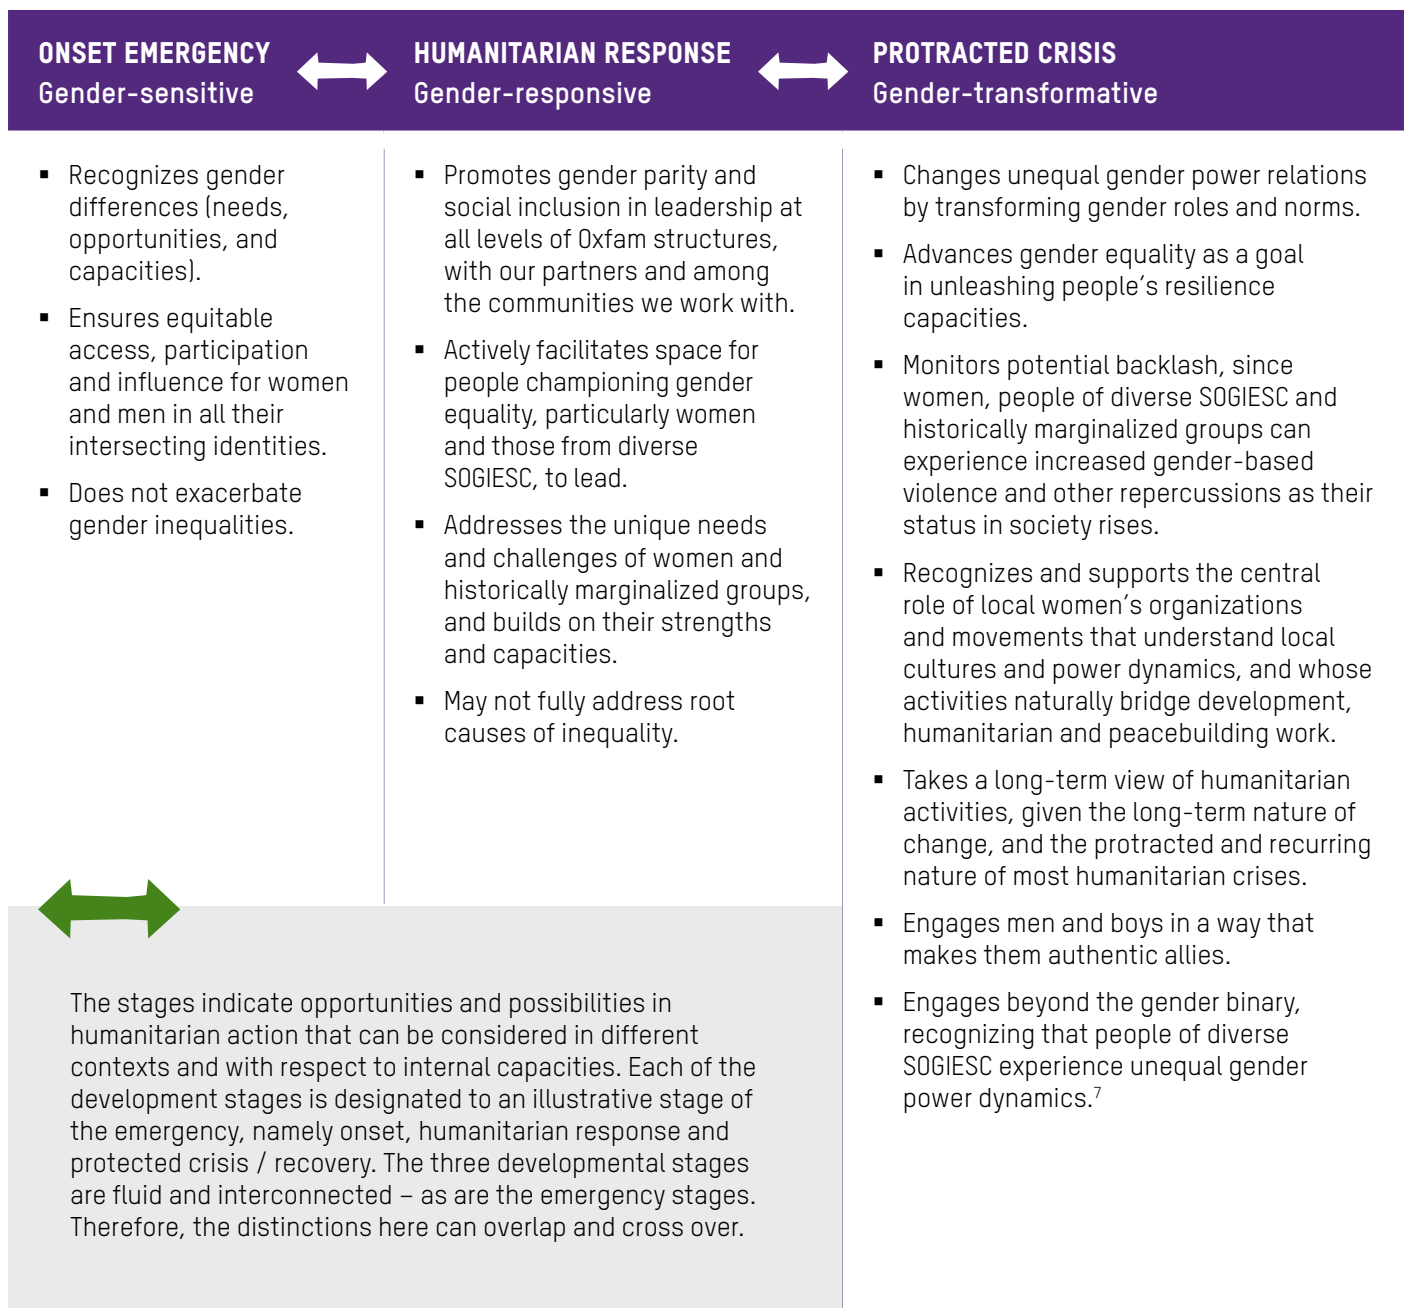 ONSET EMERGENCY
Gender-sensitive
HUMANITARIAN RESPONSE
Gender-responsive
PROTRACTED CRISIS
Gender-transformative
▪ Recognizes gender
differences (needs,
opportunities, and
capacities).
▪ Ensures equitable
access, participation
and influence for women
and men in all their
intersecting identities.
▪ Does not exacerbate
gender inequalities.
▪ Promotes gender parity and
social inclusion in leadership at
all levels of Oxfam structures,
with our partners and among
the communities we work with.
▪ Actively facilitates space for
people championing gender
equality, particularly women
and those from diverse
SOGIESC, to lead.
▪ Addresses the unique needs
and challenges of women and
historically marginalized groups,
and builds on their strengths
and capacities.
▪ May not fully address root
causes of inequality.
▪ Changes unequal gender power relations
by transforming gender roles and norms.
▪ Advances gender equality as a goal
in unleashing people’s resilience
capacities.
▪ Monitors potential backlash, since
women, people of diverse SOGIESC and
historically marginalized groups can
experience increased gender-based
violence and other repercussions as their
status in society rises.
▪ Recognizes and supports the central
role of local women’s organizations
and movements that understand local
cultures and power dynamics, and whose
activities naturally bridge development,
humanitarian and peacebuilding work.
▪ Takes a long-term view of humanitarian
activities, given the long-term nature of
change, and the protracted and recurring
nature of most humanitarian crises.
▪ Engages men and boys in a way that
makes them authentic allies.
▪ Engages beyond the gender binary,
recognizing that people of diverse
SOGIESC experience unequal gender
power dynamics.⁷
The stages indicate opportunities and possibilities in
humanitarian action that can be considered in different
contexts and with respect to internal capacities. Each of the
development stages is designated to an illustrative stage of
the emergency, namely onset, humanitarian response and
protected crisis / recovery. The three developmental stages
are fluid and interconnected – as are the emergency stages.
Therefore, the distinctions here can overlap and cross over.